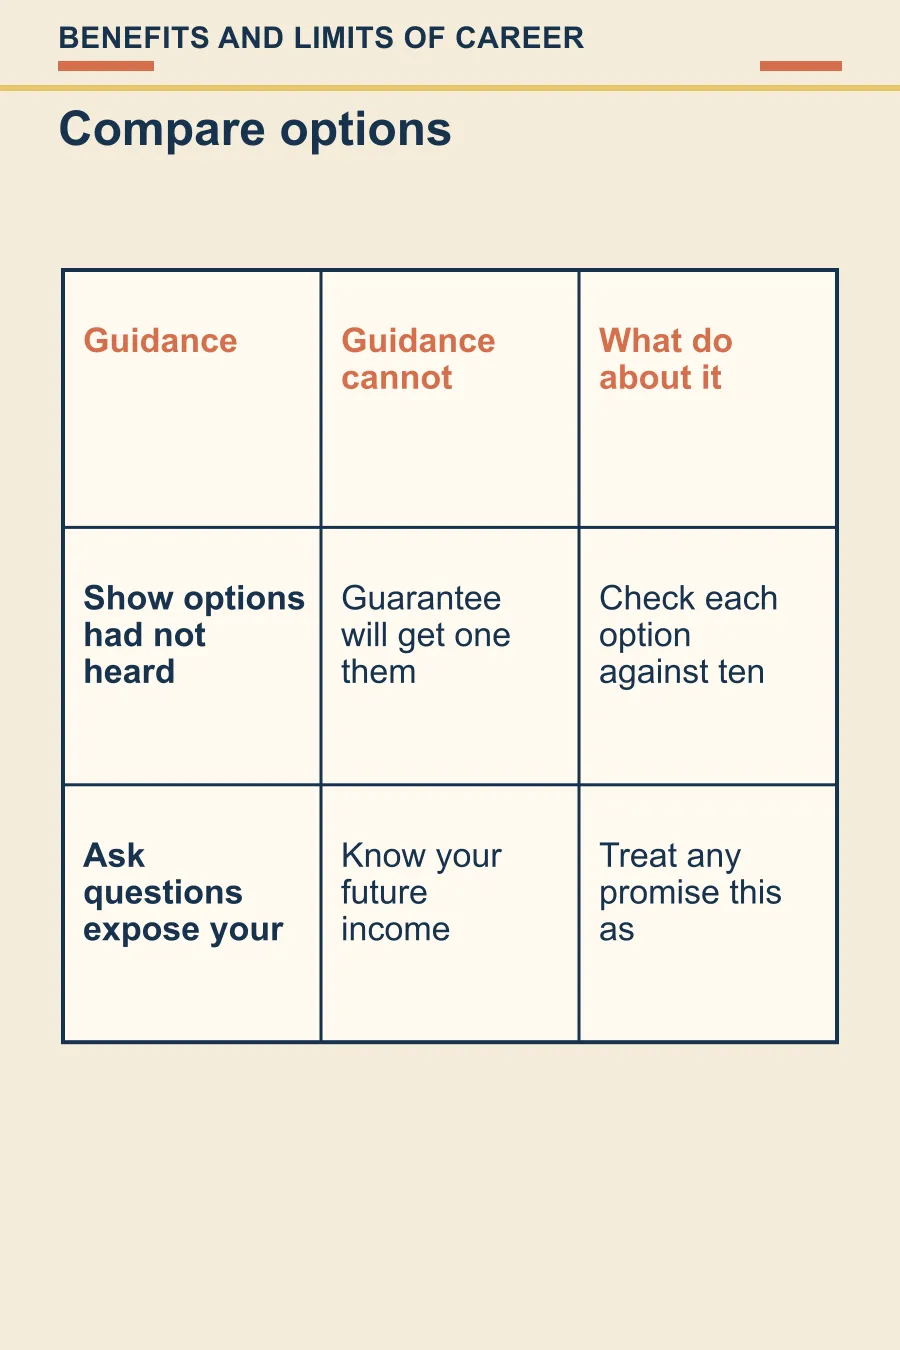 BENEFITS AND LIMITS OF CAREER
Compare options
Guidance
Guidance
cannot
What do
about it
Show options
had not
heard
Guarantee
will get one
them
Check each
option
against ten
Ask
questions
expose your
Know your
future
income
Treat any
promise this
as